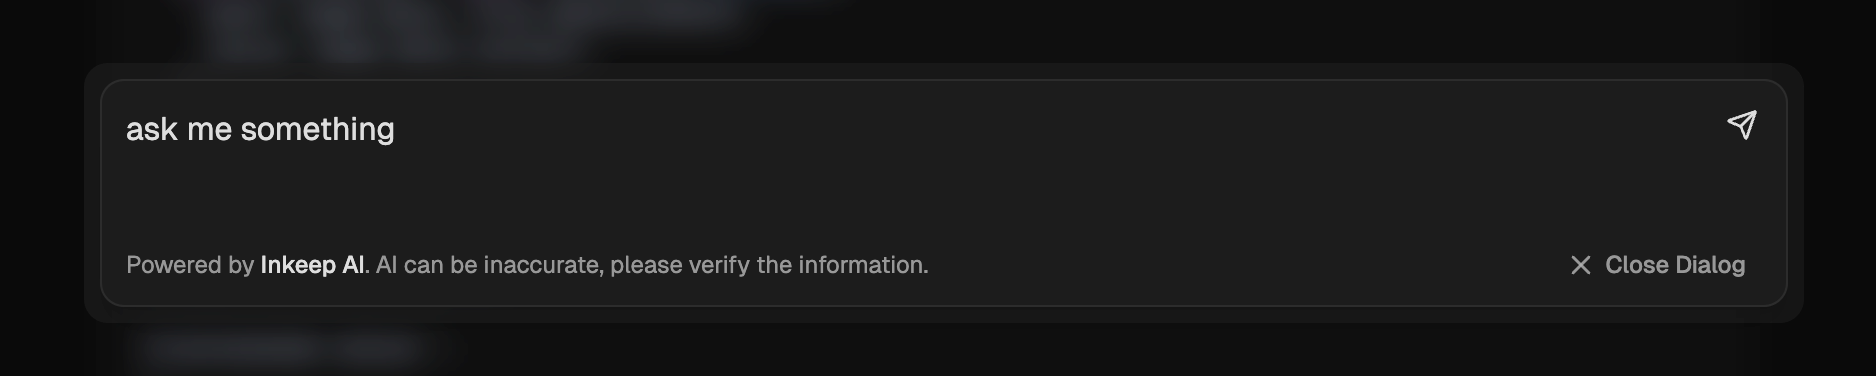 ask me something
Powered by Inkeep AI. AI can be inaccurate, please verify the information.
Close Dialog